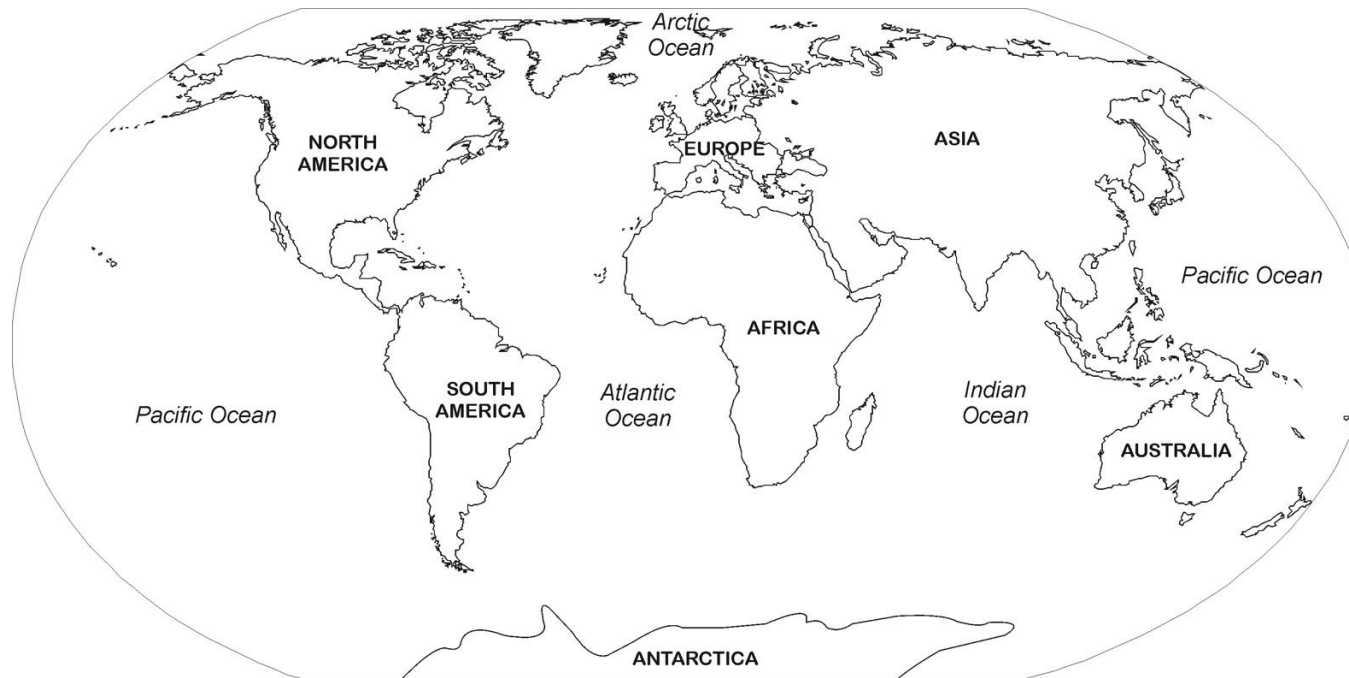 Arctic
Ocean
NORTH
AMERICA
EUROPE
ASIA
Pacific Ocean
AFRICA
SOUTH
AMERICA
Atlantic
Ocean
Indian
Ocean
Pacific Ocean
AUSTRALIA
ANTARCTICA